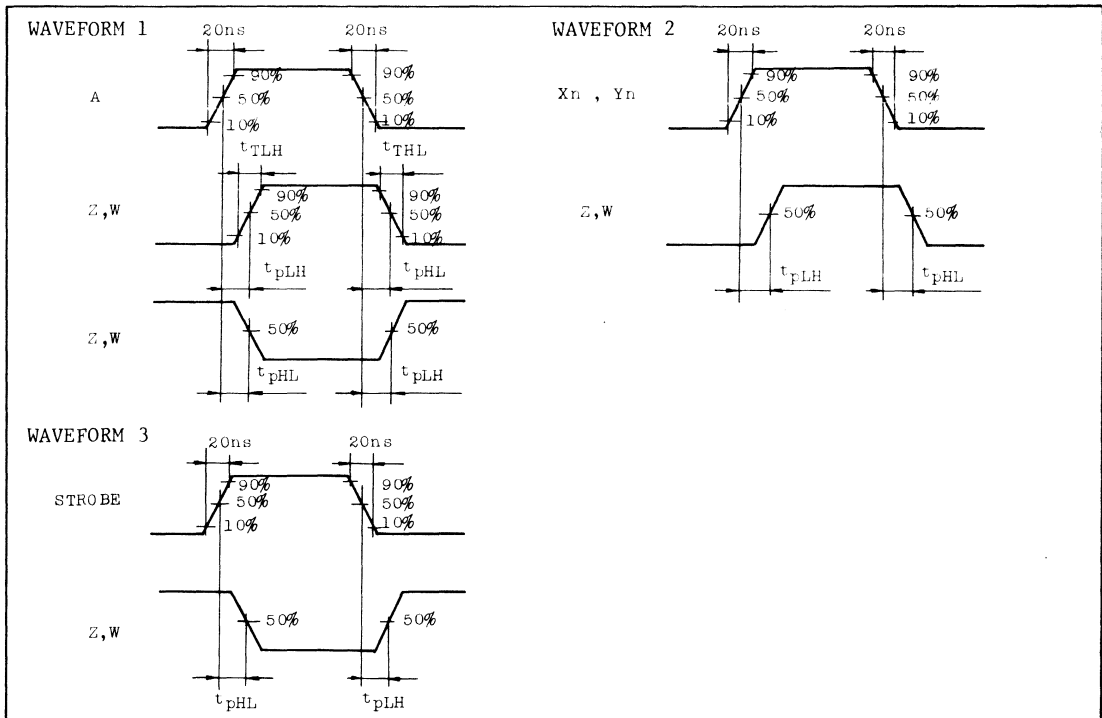 WAVEFORM 1
20ns 20ns
A
90% 90%
50% 50%
10% 10%
tTLH tTHL
Z,W
90% 90%
50% 50%
10% 10%
tpLH tpHL
Z,W
50% 50%
tpHL tpLH
WAVEFORM 2
20ns 20ns
Xn , Yn
90% 90%
50% 50%
10% 10%
Z,W
50% 50%
tpLH tpHL
WAVEFORM 3
20ns 20ns
STROBE
90% 90%
50% 50%
10% 10%
Z,W
50% 50%
tpHL tpLH